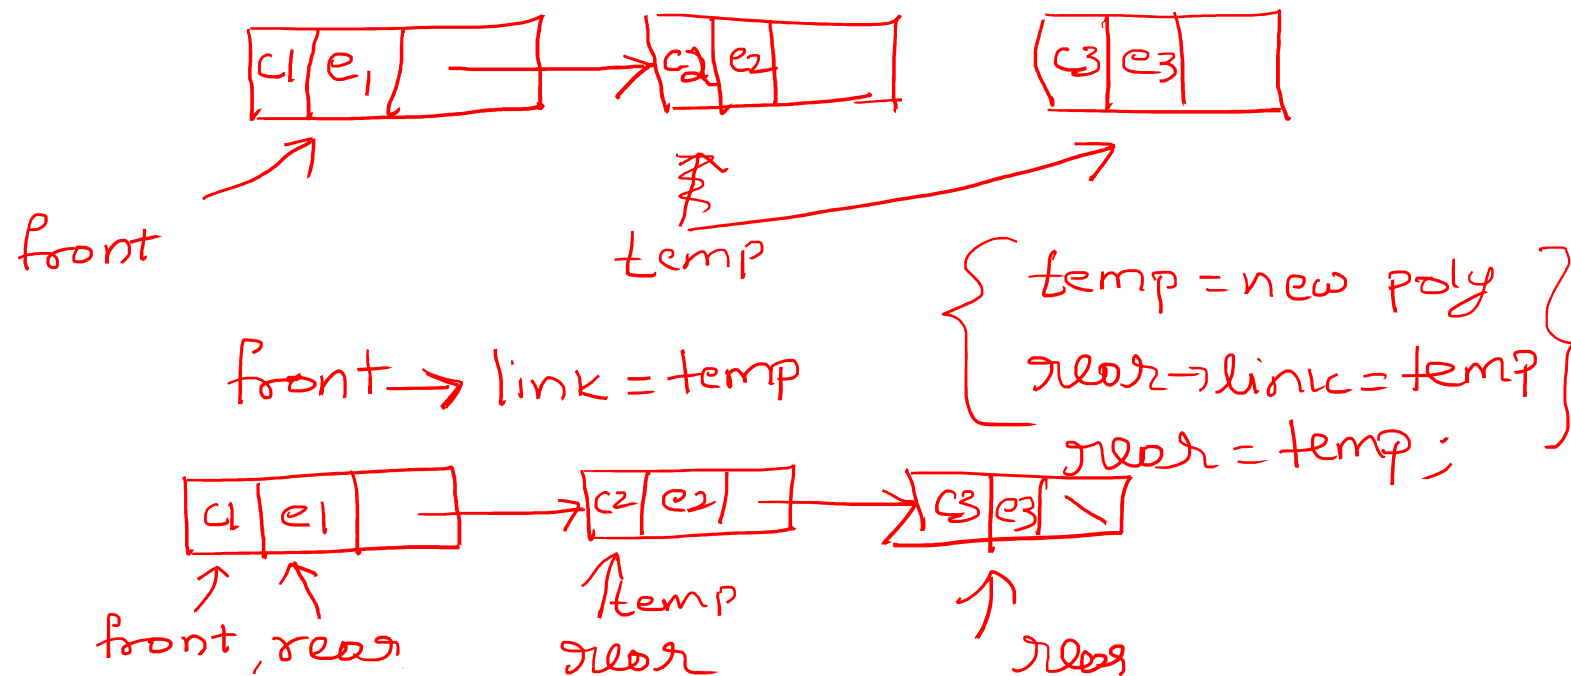 c1 e1 c2 e2 c3 e3
front
temp
temp = new poly
front → link = temp
rear→link = temp
rear = temp;
c1 e1 c2 e2 c3 e3
front, rear
temp
rear
rear